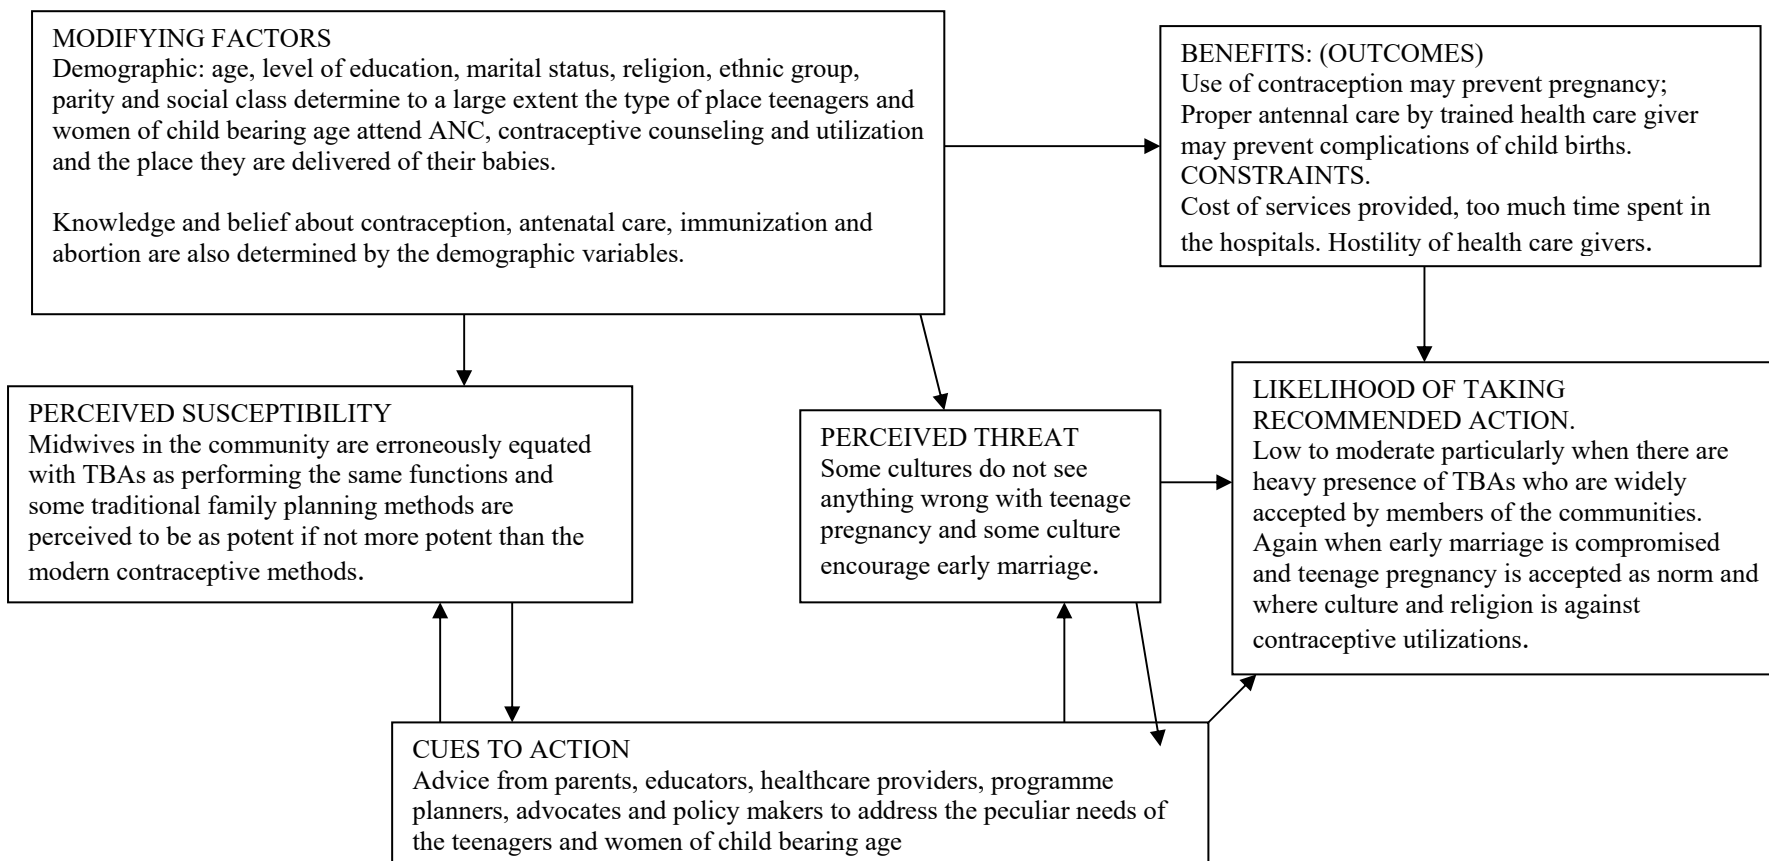 MODIFYING FACTORS
Demographic: age, level of education, marital status, religion, ethnic group,
parity and social class determine to a large extent the type of place teenagers and
women of child bearing age attend ANC, contraceptive counseling and utilization
and the place they are delivered of their babies.
Knowledge and belief about contraception, antenatal care, immunization and
abortion are also determined by the demographic variables.
BENEFITS: (OUTCOMES)
Use of contraception may prevent pregnancy;
Proper antennal care by trained health care giver
may prevent complications of child births.
CONSTRAINTS.
Cost of services provided, too much time spent in
the hospitals. Hostility of health care givers.
PERCEIVED SUSCEPTIBILITY
Midwives in the community are erroneously equated
with TBAs as performing the same functions and
some traditional family planning methods are
perceived to be as potent if not more potent than the
modern contraceptive methods.
PERCEIVED THREAT
Some cultures do not see
anything wrong with teenage
pregnancy and some culture
encourage early marriage.
LIKELIHOOD OF TAKING
RECOMMENDED ACTION.
Low to moderate particularly when there are
heavy presence of TBAs who are widely
accepted by members of the communities.
Again when early marriage is compromised
and teenage pregnancy is accepted as norm and
where culture and religion is against
contraceptive utilizations.
CUES TO ACTION
Advice from parents, educators, healthcare providers, programme
planners, advocates and policy makers to address the peculiar needs of
the teenagers and women of child bearing age